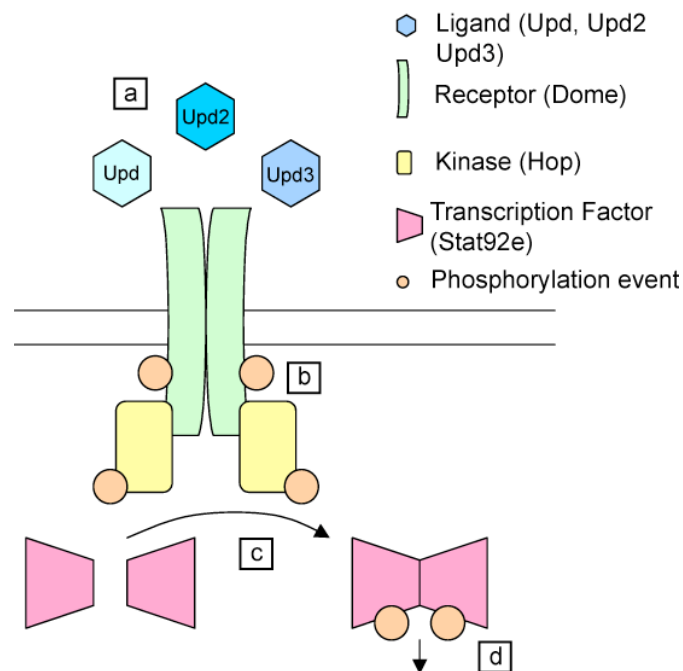 Ligand (Upd, Upd2
Upd3)
Receptor (Dome)
Kinase (Hop)
Transcription Factor
(Stat92e)
Phosphorylation event
a
Upd2
Upd
Upd3
b
c
d